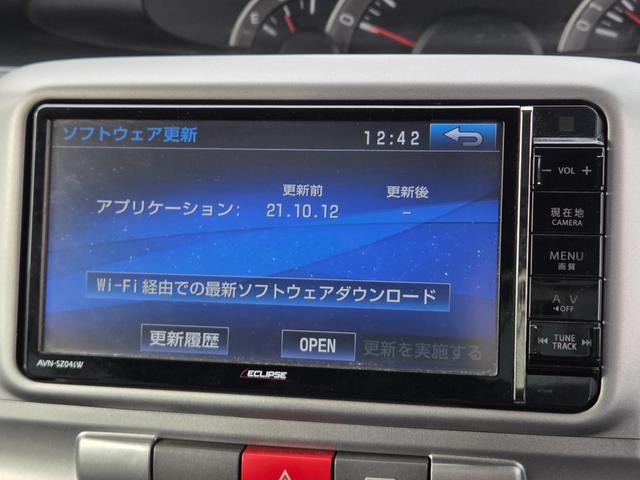 E
0
0
ソフトウェア更新
12:42
更新前 更新後
アプリケーション: 21.10.12 –
Wi-Fi経由での最新ソフトウェアダウンロード
更新履歴
OPEN
更新を実施する
AVN-SZ04iW
ECLIPSE
− VOL +
現在地
CAMERA
MENU
画質
AV
OFF
TUNE
TRACK